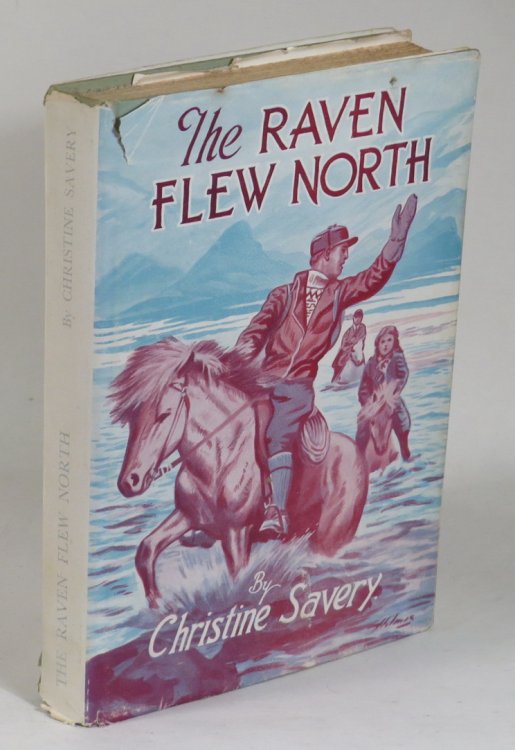 The RAVEN
FLEW NORTH
By
Christine Savery
THE RAVEN FLEW NORTH By CHRISTINE SAVERY